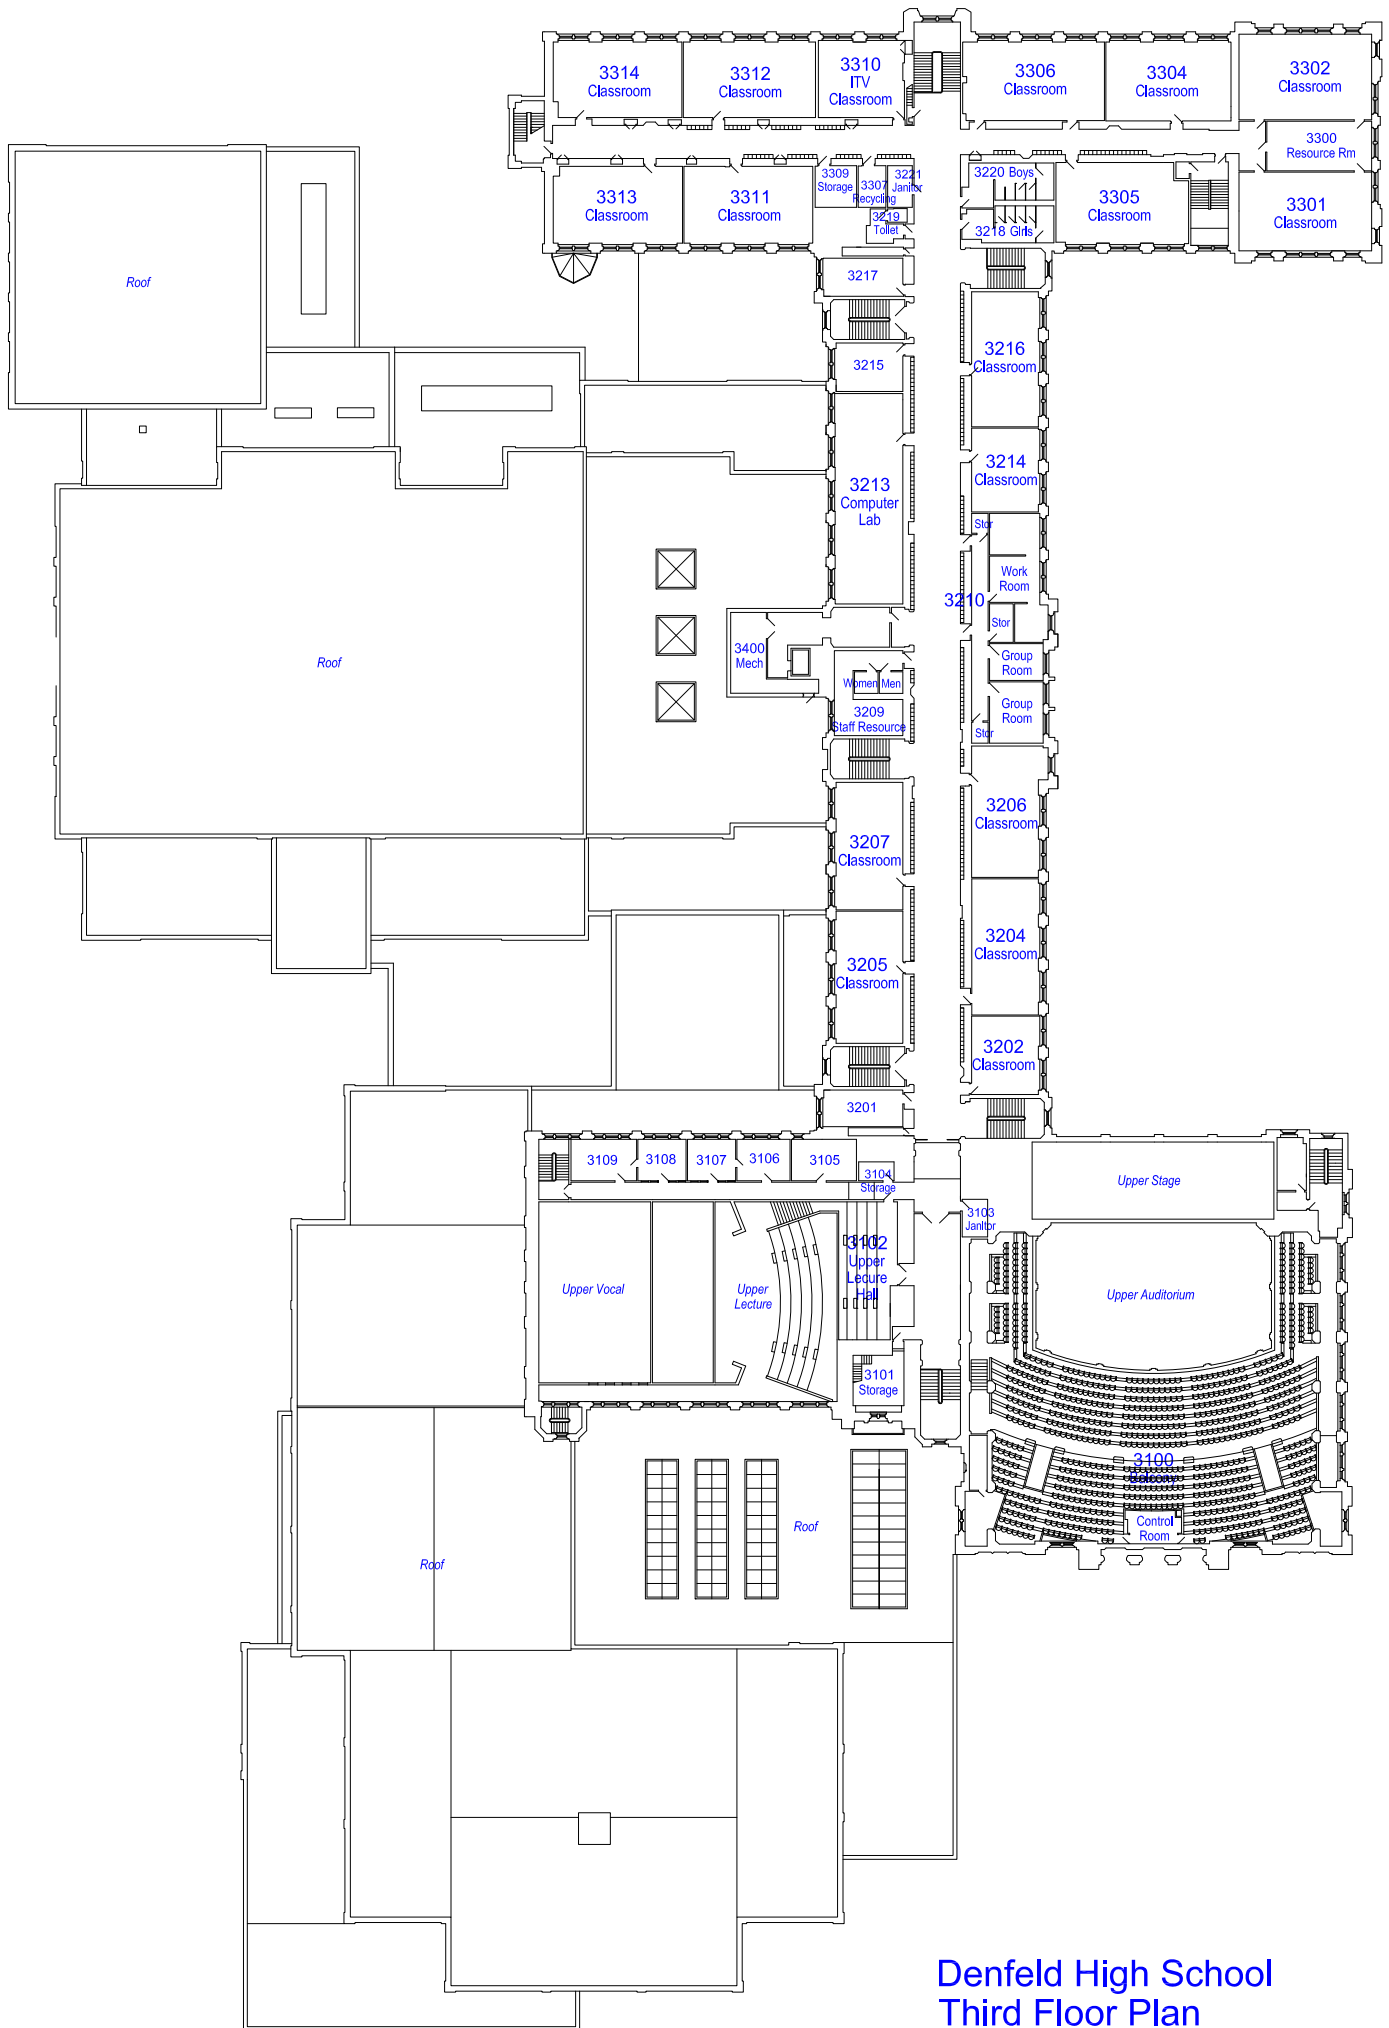 3314
Classroom
3312
Classroom
3310
ITV
Classroom
3306
Classroom
3304
Classroom
3302
Classroom
3300
Resource Rm
3313
Classroom
3311
Classroom
3309
Storage
3307
Recycling
3221
Janitor
3219
Toilet
3220 Boys
3218 Girls
3305
Classroom
3301
Classroom
Roof
3217
3215
3216
Classroom
3213
Computer
Lab
3214
Classroom
Stor
Work
Room
3210
Stor
Group
Room
Group
Room
Stor
Roof
3400
Mech
Women
Men
3209
Staff Resource
3207
Classroom
3206
Classroom
3205
Classroom
3204
Classroom
3202
Classroom
3201
3109
3108
3107
3106
3105
3104
Storage
3103
Janitor
Upper Stage
3102
Upper
Lecure
Hall
Upper Vocal
Upper
Lecture
Upper Auditorium
3101
Storage
3100
Balcony
Control
Room
Roof
Roof
Denfeld High School
Third Floor Plan